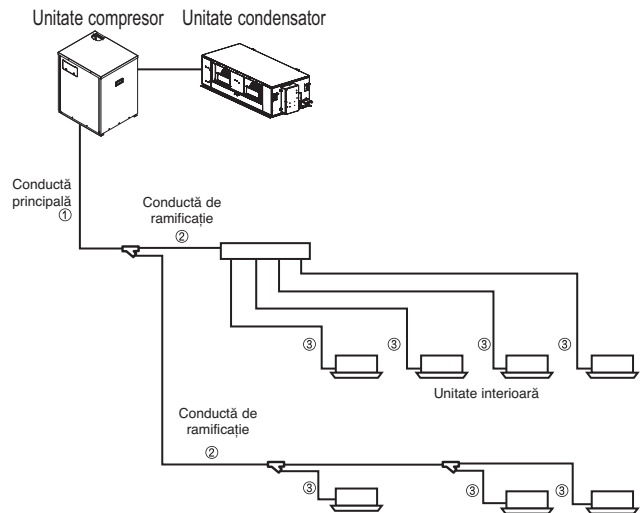 Unitate compresor
Unitate condensator
Conductă
principală
①
Conductă de
ramificație
②
③
③
③
③
Unitate interioară
Conductă de
ramificație
②
③
③
③